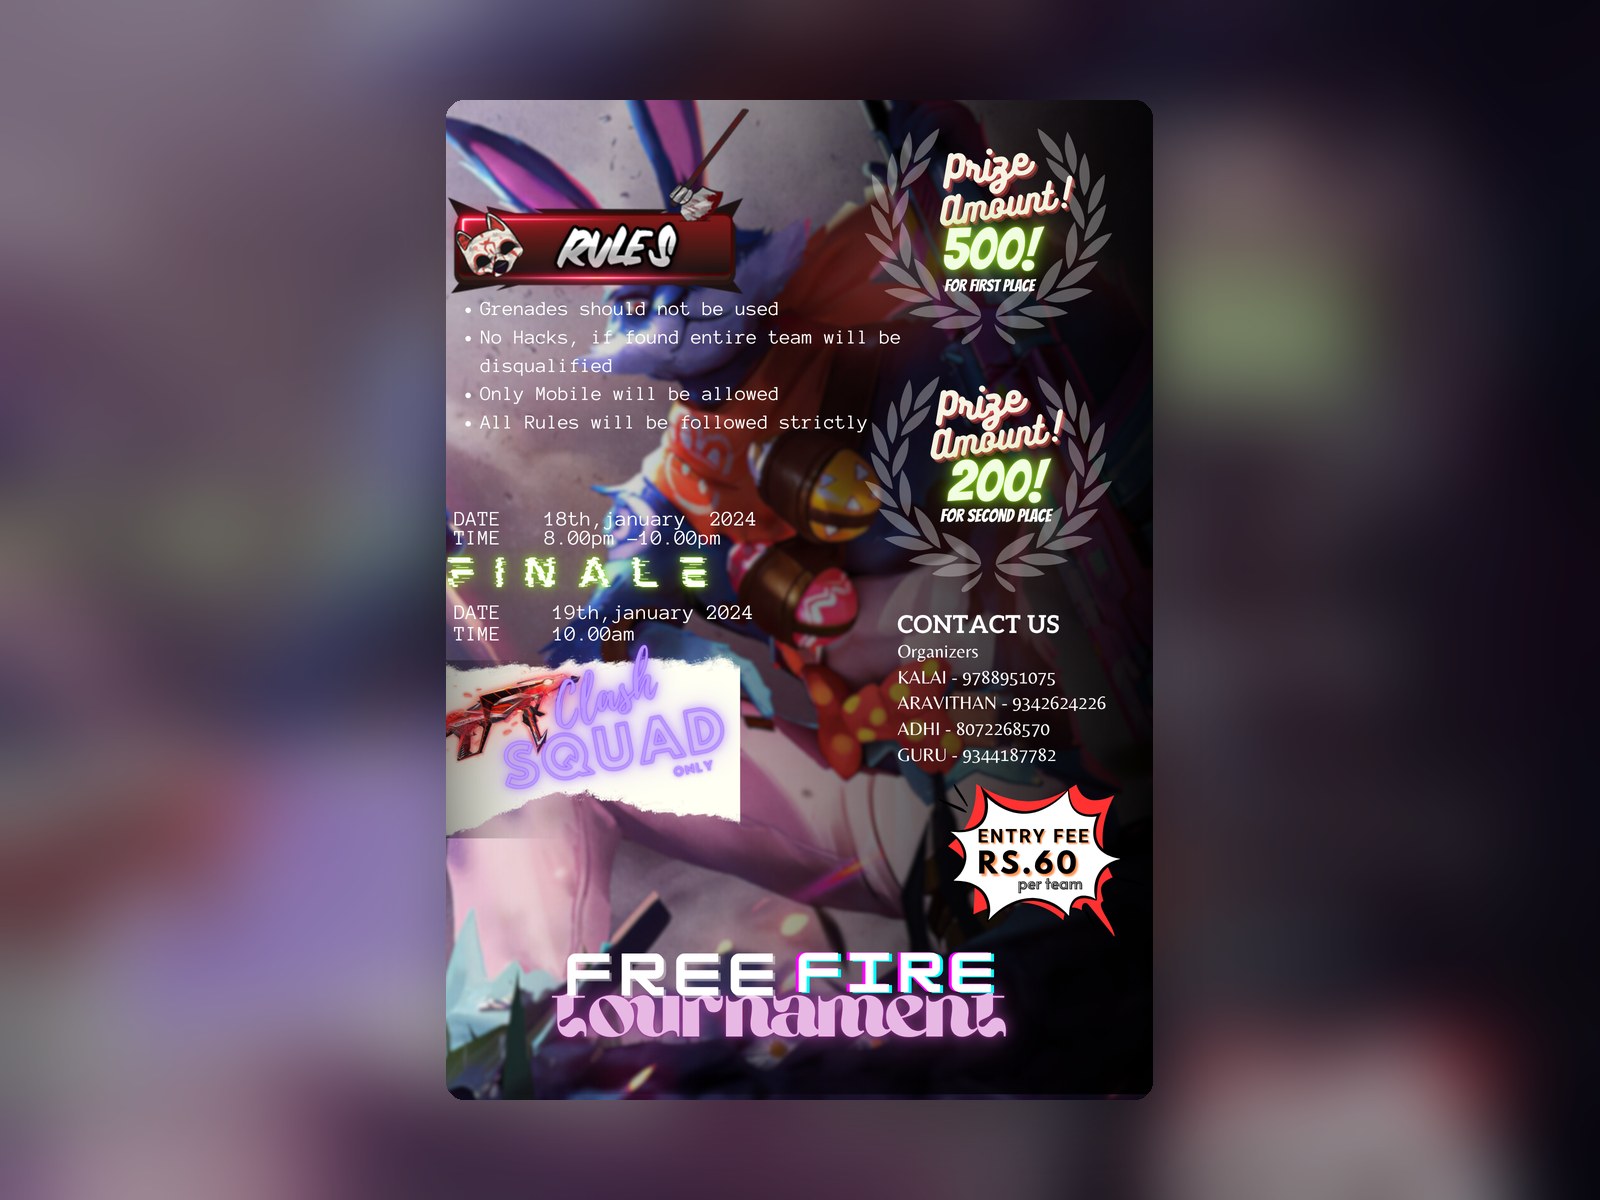 RULES
• Grenades should not be used
• No Hacks, if found entire team will be
disqualified
• Only Mobile will be allowed
• All Rules will be followed strictly
DATE 18th,january 2024
TIME 8.00pm -10.00pm
FINALE
DATE 19th,january 2024
TIME 10.00am
Clash
SQUAD
ONLY
Prize
Amount!
500!
FOR FIRST PLACE
Prize
Amount!
200!
FOR SECOND PLACE
CONTACT US
Organizers
KALAI - 9788951075
ARAVITHAN - 9342624226
ADHI - 8072268570
GURU - 9344187782
ENTRY FEE
RS.60
per team
FREE FIRE
tournament